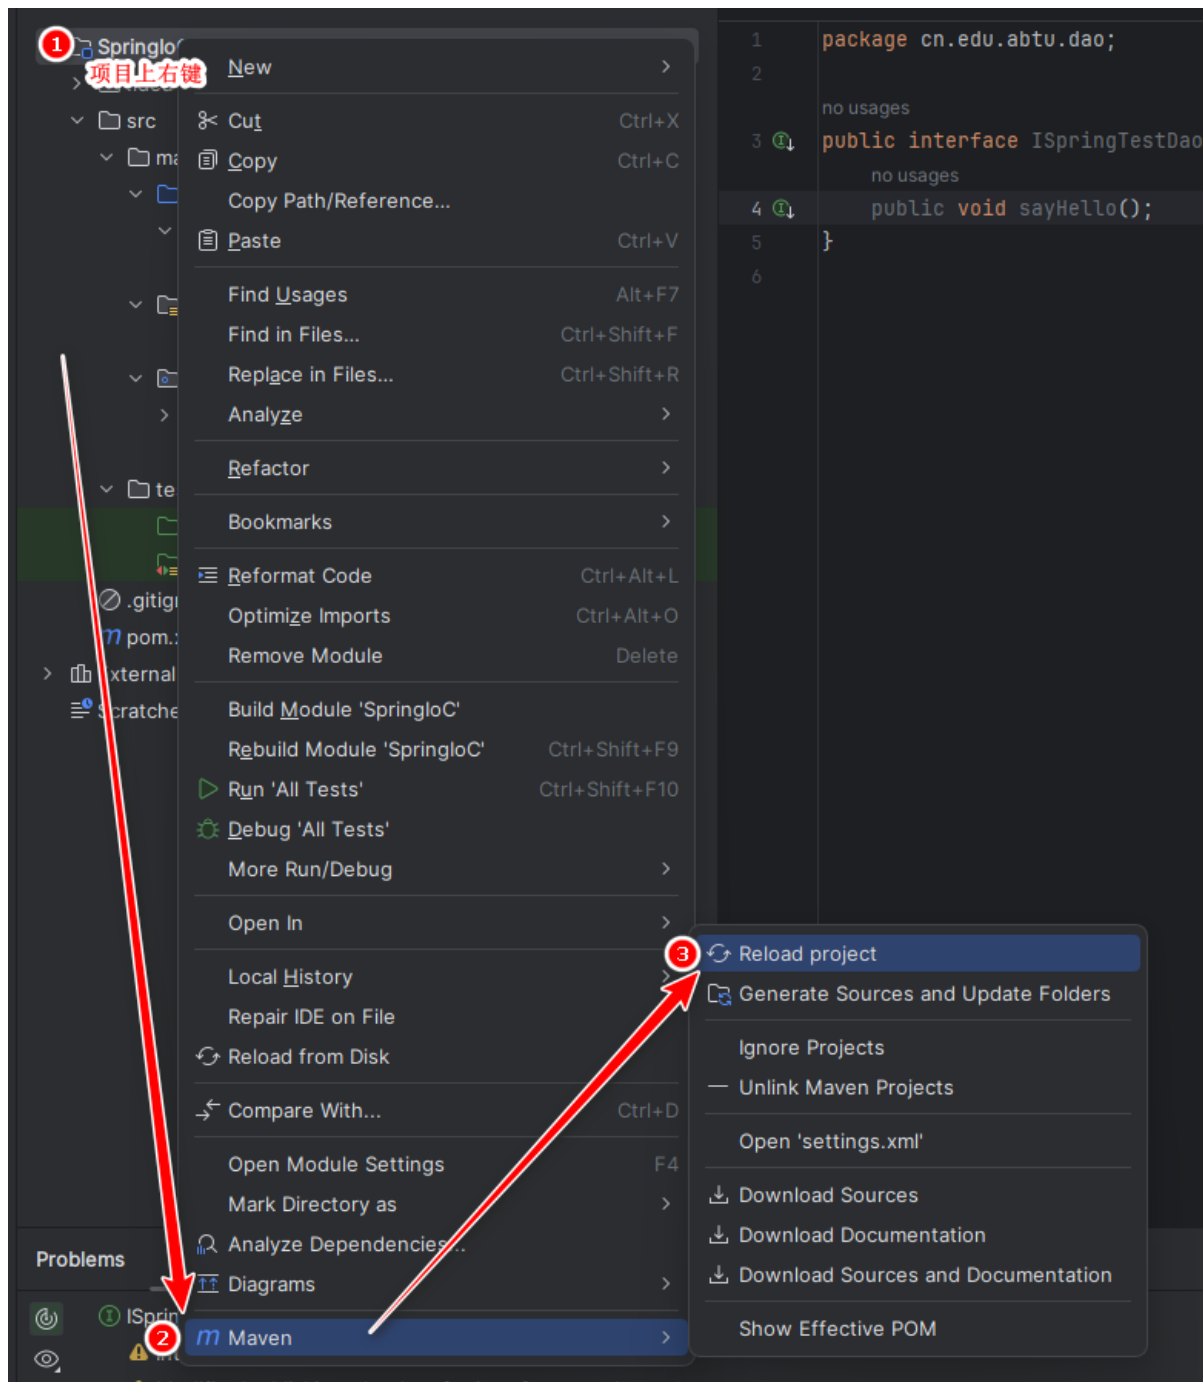 1 SpringIo
项目上右键
src
ma
te
.gitig
pom.
External
Scratche
New
Cut Ctrl+X
Copy Ctrl+C
Copy Path/Reference...
Paste Ctrl+V
Find Usages Alt+F7
Find in Files... Ctrl+Shift+F
Replace in Files... Ctrl+Shift+R
Analyze
Refactor
Bookmarks
Reformat Code Ctrl+Alt+L
Optimize Imports Ctrl+Alt+O
Remove Module Delete
Build Module 'SpringIoC'
Rebuild Module 'SpringIoC' Ctrl+Shift+F9
Run 'All Tests' Ctrl+Shift+F10
Debug 'All Tests'
More Run/Debug
Open In
Local History
Repair IDE on File
Reload from Disk
Compare With... Ctrl+D
Open Module Settings F4
Mark Directory as
Analyze Dependencies...
Diagrams
2 m Maven
3 Reload project
Generate Sources and Update Folders
Ignore Projects
Unlink Maven Projects
Open 'settings.xml'
Download Sources
Download Documentation
Download Sources and Documentation
Show Effective POM
1 package cn.edu.abtu.dao;
2
no usages
3 public interface ISpringTestDao
no usages
4 public void sayHello();
5 }
6
Problems
ISprin